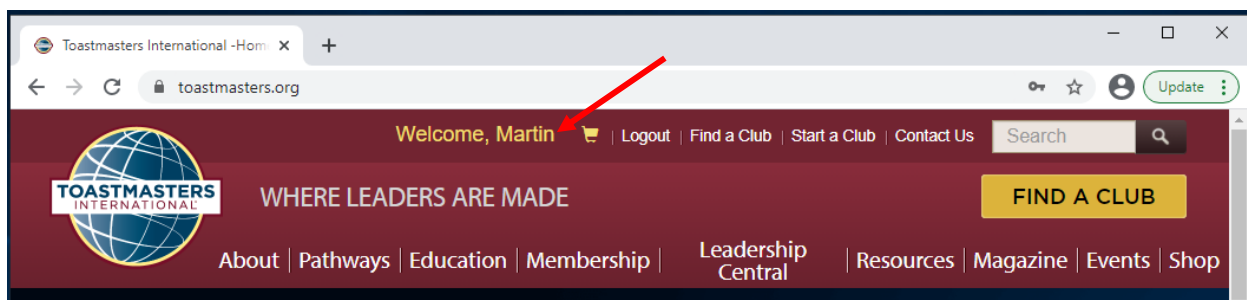 Toastmasters International -Hom
toastmasters.org
Update
Welcome, Martin | Logout | Find a Club | Start a Club | Contact Us Search
TOASTMASTERS
INTERNATIONAL
WHERE LEADERS ARE MADE
FIND A CLUB
About | Pathways | Education | Membership | Leadership Central | Resources | Magazine | Events | Shop